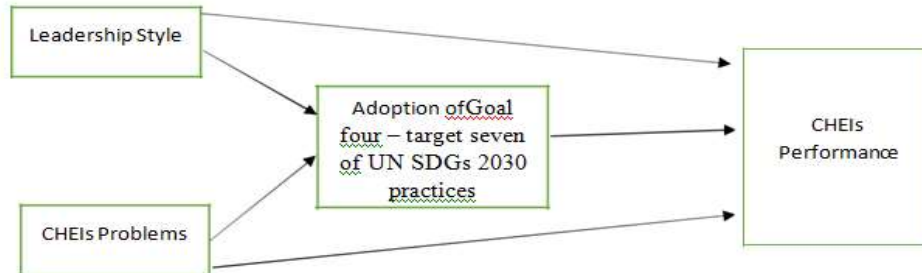 Leadership Style
Adoption ofGoal
four – target seven
of UN SDGs 2030
practices
CHEIs
Performance
CHEIs Problems